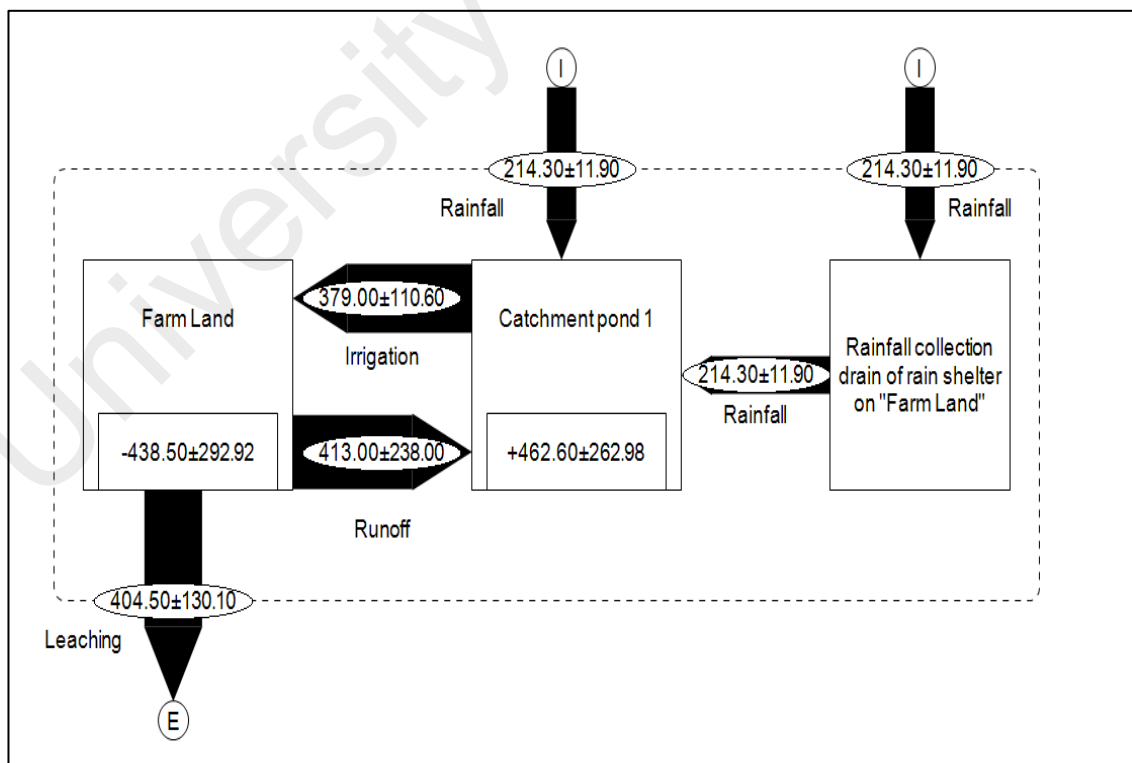 University
I
I
214.30±11.90
214.30±11.90
Rainfall
Rainfall
379.00±110.60
Farm Land
Catchment pond 1
Irrigation
Rainfall collection
drain of rain shelter
on "Farm Land"
214.30±11.90
Rainfall
-438.50±292.92
413.00±238.00
+462.60±262.98
Runoff
404.50±130.10
Leaching
E